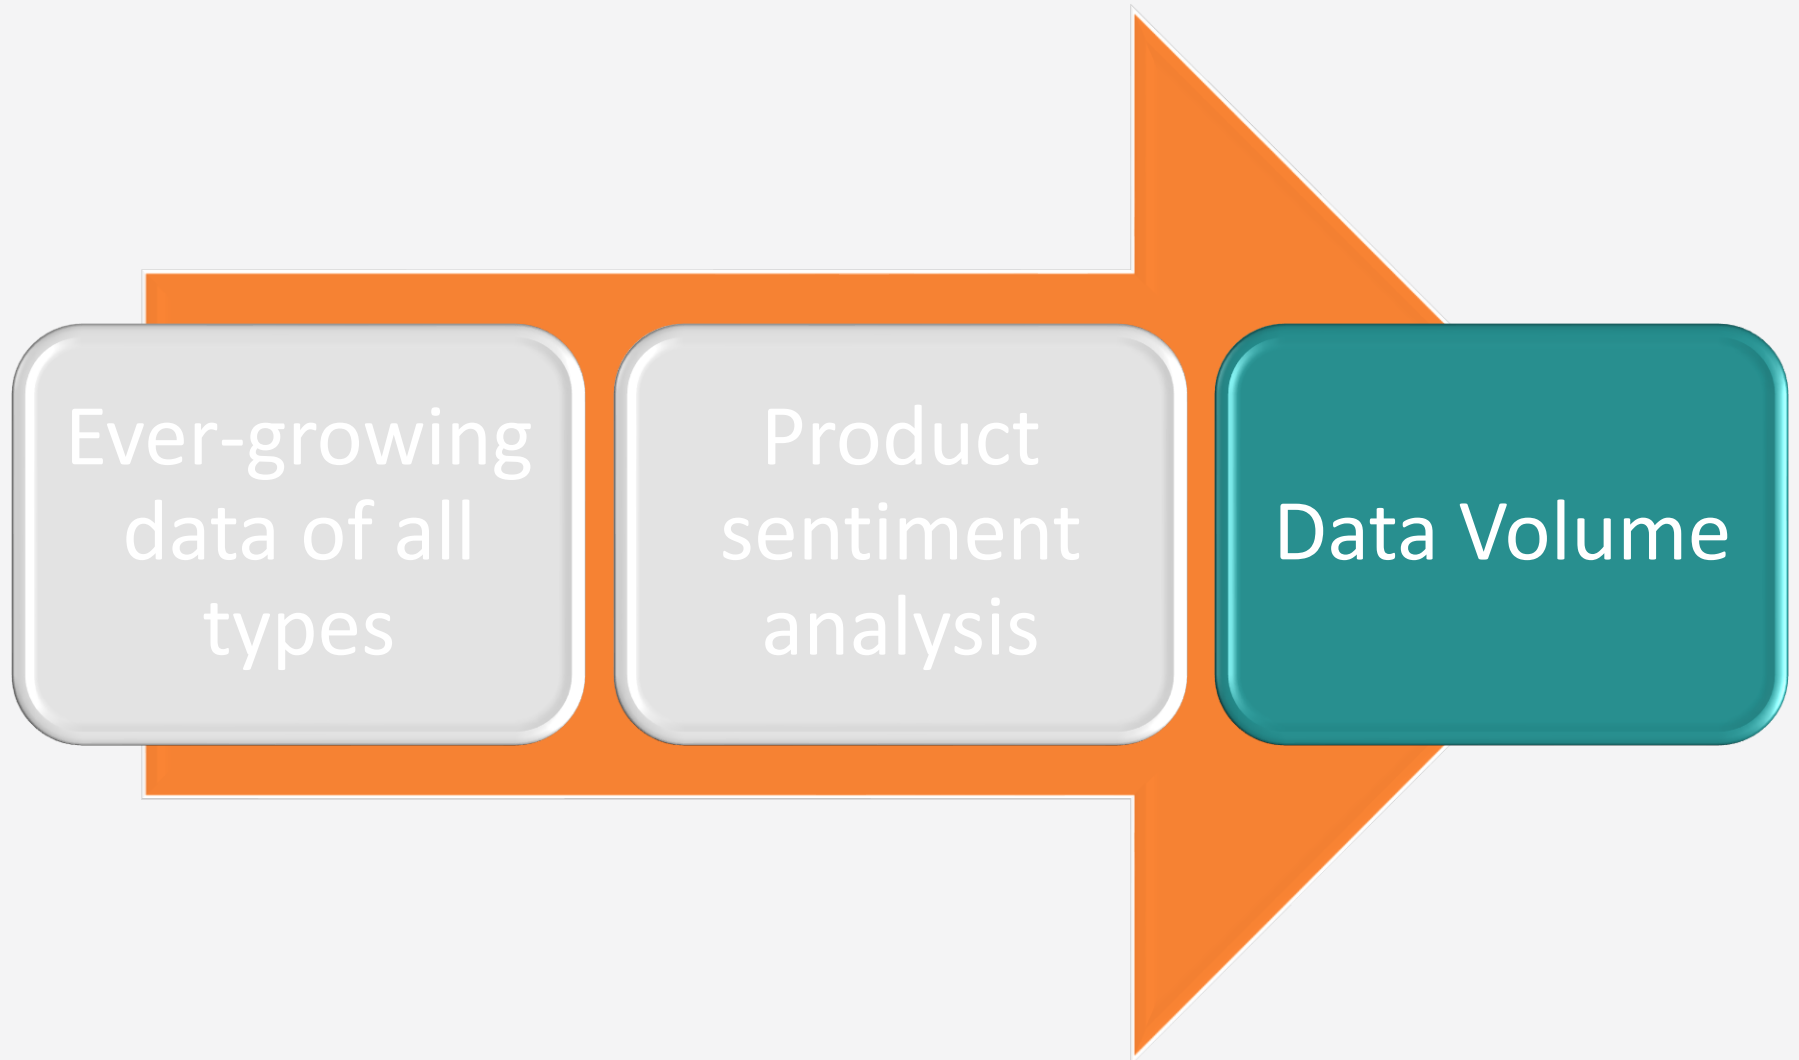 Ever-growing
data of all
types
Product
sentiment
analysis
Data Volume